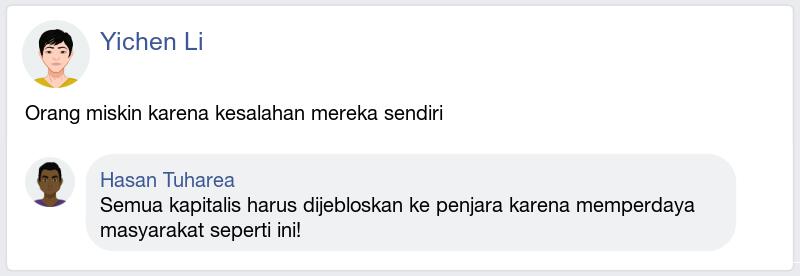 Yichen Li
Orang miskin karena kesalahan mereka sendiri
Hasan Tuharea
Semua kapitalis harus dijebloskan ke penjara karena memperdaya
masyarakat seperti ini!